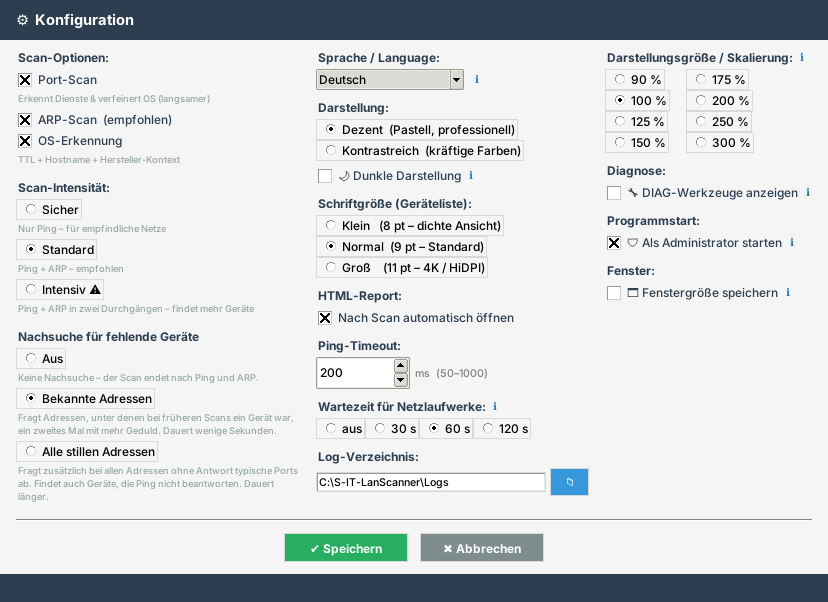 ⚙ Konfiguration
Scan-Optionen:
Port-Scan
Erkennt Dienste & verfeinert OS (langsamer)
ARP-Scan  (empfohlen)
OS-Erkennung
TTL + Hostname + Hersteller-Kontext
Scan-Intensität:
Sicher
Nur Ping – für empfindliche Netze
Standard
Ping + ARP – empfohlen
Intensiv ⚠
Ping + ARP in zwei Durchgängen – findet mehr Geräte
Nachsuche für fehlende Geräte
Aus
Keine Nachsuche – der Scan endet nach Ping und ARP.
Bekannte Adressen
Fragt Adressen, unter denen bei früheren Scans ein Gerät war,
ein zweites Mal mit mehr Geduld. Dauert wenige Sekunden.
Alle stillen Adressen
Fragt zusätzlich bei allen Adressen ohne Antwort typische Ports
ab. Findet auch Geräte, die Ping nicht beantworten. Dauert
länger.
Sprache / Language:
Deutsch ℹ
Darstellung:
Dezent  (Pastell, professionell)
Kontrastreich  (kräftige Farben)
🌙 Dunkle Darstellung ℹ
Schriftgröße (Geräteliste):
Klein   (8 pt – dichte Ansicht)
Normal  (9 pt – Standard)
Groß    (11 pt – 4K / HiDPI)
HTML-Report:
Nach Scan automatisch öffnen
Ping-Timeout:
200 ms  (50–1000)
Wartezeit für Netzlaufwerke: ℹ
aus 30 s 60 s 120 s
Log-Verzeichnis:
C:\S-IT-LanScanner\Logs
Darstellungsgröße / Skalierung: ℹ
90 % 175 %
100 % 200 %
125 % 250 %
150 % 300 %
Diagnose:
🔧 DIAG-Werkzeuge anzeigen ℹ
Programmstart:
🛡 Als Administrator starten ℹ
Fenster:
🗔 Fenstergröße speichern ℹ
✔ Speichern
✖ Abbrechen